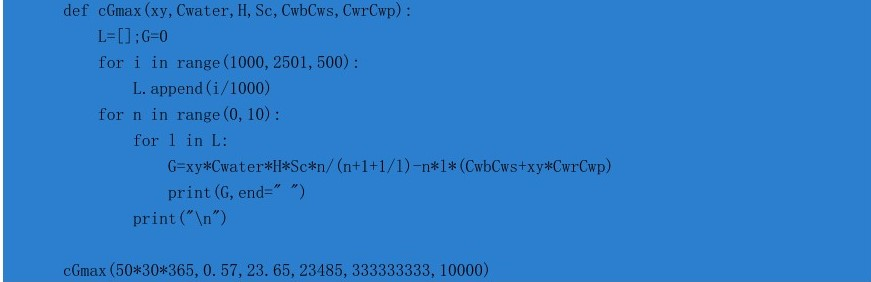 def cGmax(xy,Cwater,H,Sc,CwbCws,CwrCwp):
    L=[];G=0
    for i in range(1000,2501,500):
        L.append(i/1000)
    for n in range(0,10):
        for l in L:
            G=xy*Cwater*H*Sc*n/(n+1+1/l)-n*l*(CwbCws+xy*CwrCwp)
            print(G,end=" ")
        print("\n")

cGmax(50*30*365,0.57,23.65,23485,333333333,10000)